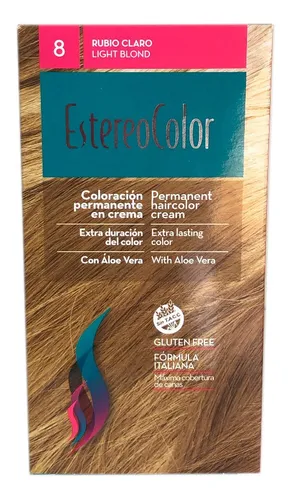 8
RUBIO CLARO
LIGHT BLOND
EstereoColor
Coloración
permanente
en crema
Permanent
haircolor
cream
Extra duración
del color
Extra lasting
color
Con Áloe Vera
With Aloe Vera
Sin T.A.C.C.
GLUTEN FREE
FÓRMULA
ITALIANA
Máxima cobertura
de canas